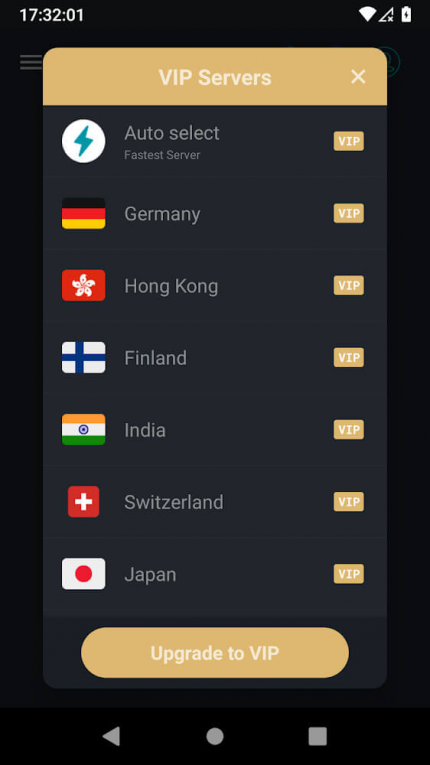 17:32:01
VIP Servers
Auto select
VIP
Fastest Server
Germany
VIP
Hong Kong
VIP
Finland
VIP
India
VIP
Switzerland
VIP
Japan
VIP
Upgrade to VIP